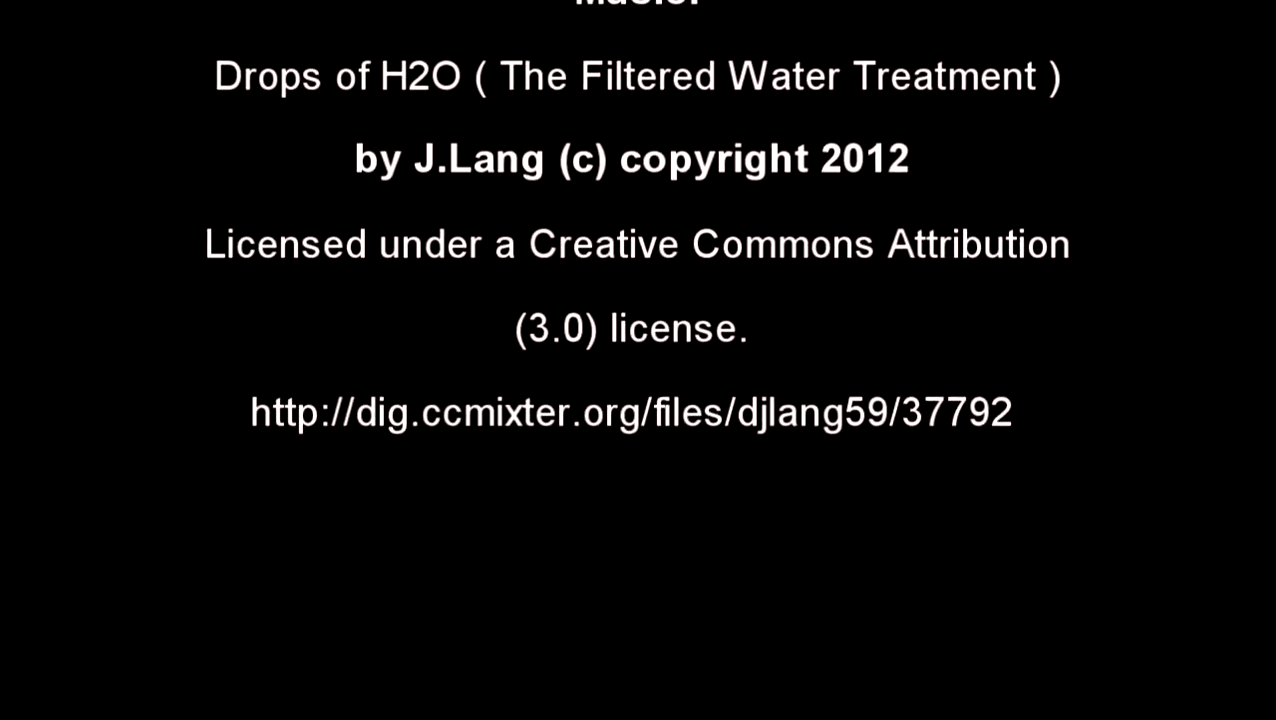 Music:
Drops of H2O ( The Filtered Water Treatment )
by J.Lang (c) copyright 2012
Licensed under a Creative Commons Attribution
(3.0) license.
http://dig.ccmixter.org/files/djlang59/37792